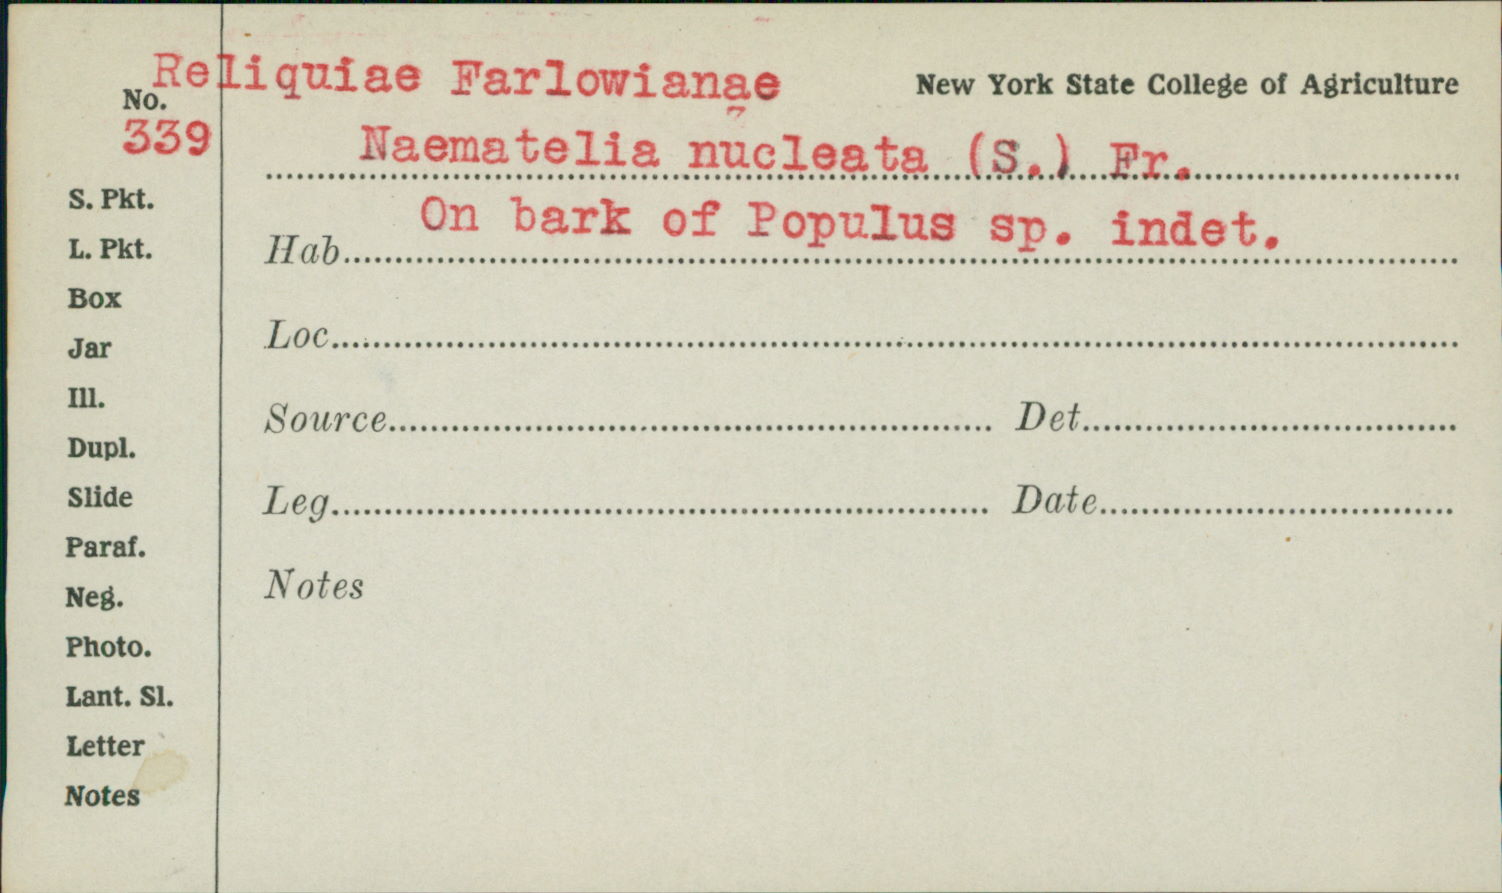 Reliquiae Farlowianae
New York State College of Agriculture
No.
339
Naematelia nucleata (S.) Fr.
S. Pkt.
On bark of Populus sp. indet.
L. Pkt.
Hab
Box
Jar
Loc
Ill.
Source Det
Dupl.
Slide
Leg Date
Paraf.
Neg.
Notes
Photo.
Lant. Sl.
Letter
Notes